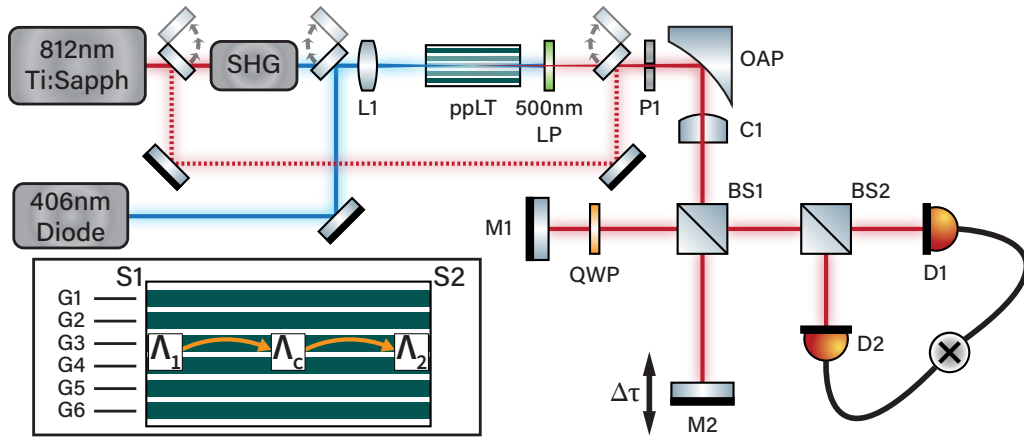 812nm
Ti:Sapph
SHG
L1
ppLT
500nm
LP
P1
OAP
C1
406nm
Diode
M1
QWP
BS1
BS2
D1
D2
Δτ
M2
S1
S2
G1
G2
G3
G4
G5
G6
Λ1
Λc
Λ2